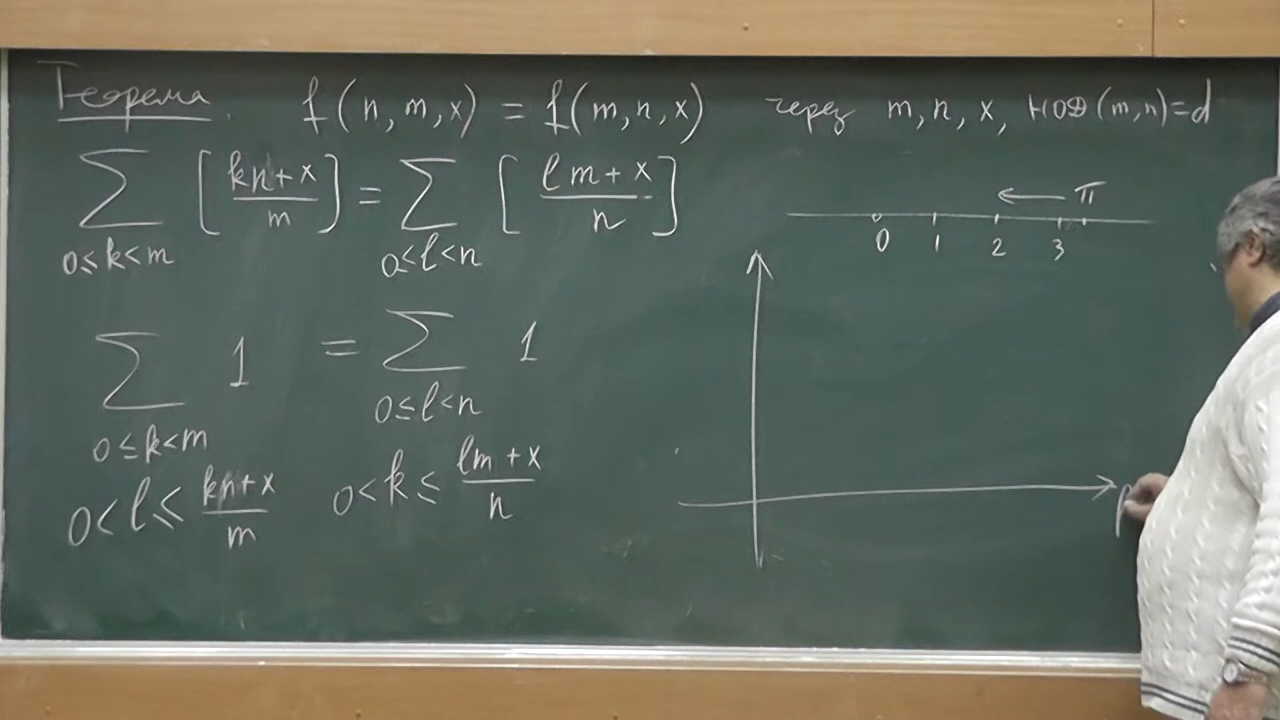 Теорема. f(n, m, x) = f(m, n, x) через m, n, x, НОД(m, n)=d
∑ 0≤k<m [(kn+x)/m] = ∑ 0≤l<n [(lm+x)/n]
← π
0 1 2 3
∑ 0≤k<m 1 = ∑ 0≤l<n 1
0<l≤(kn+x)/m 0<k≤(lm+x)/n